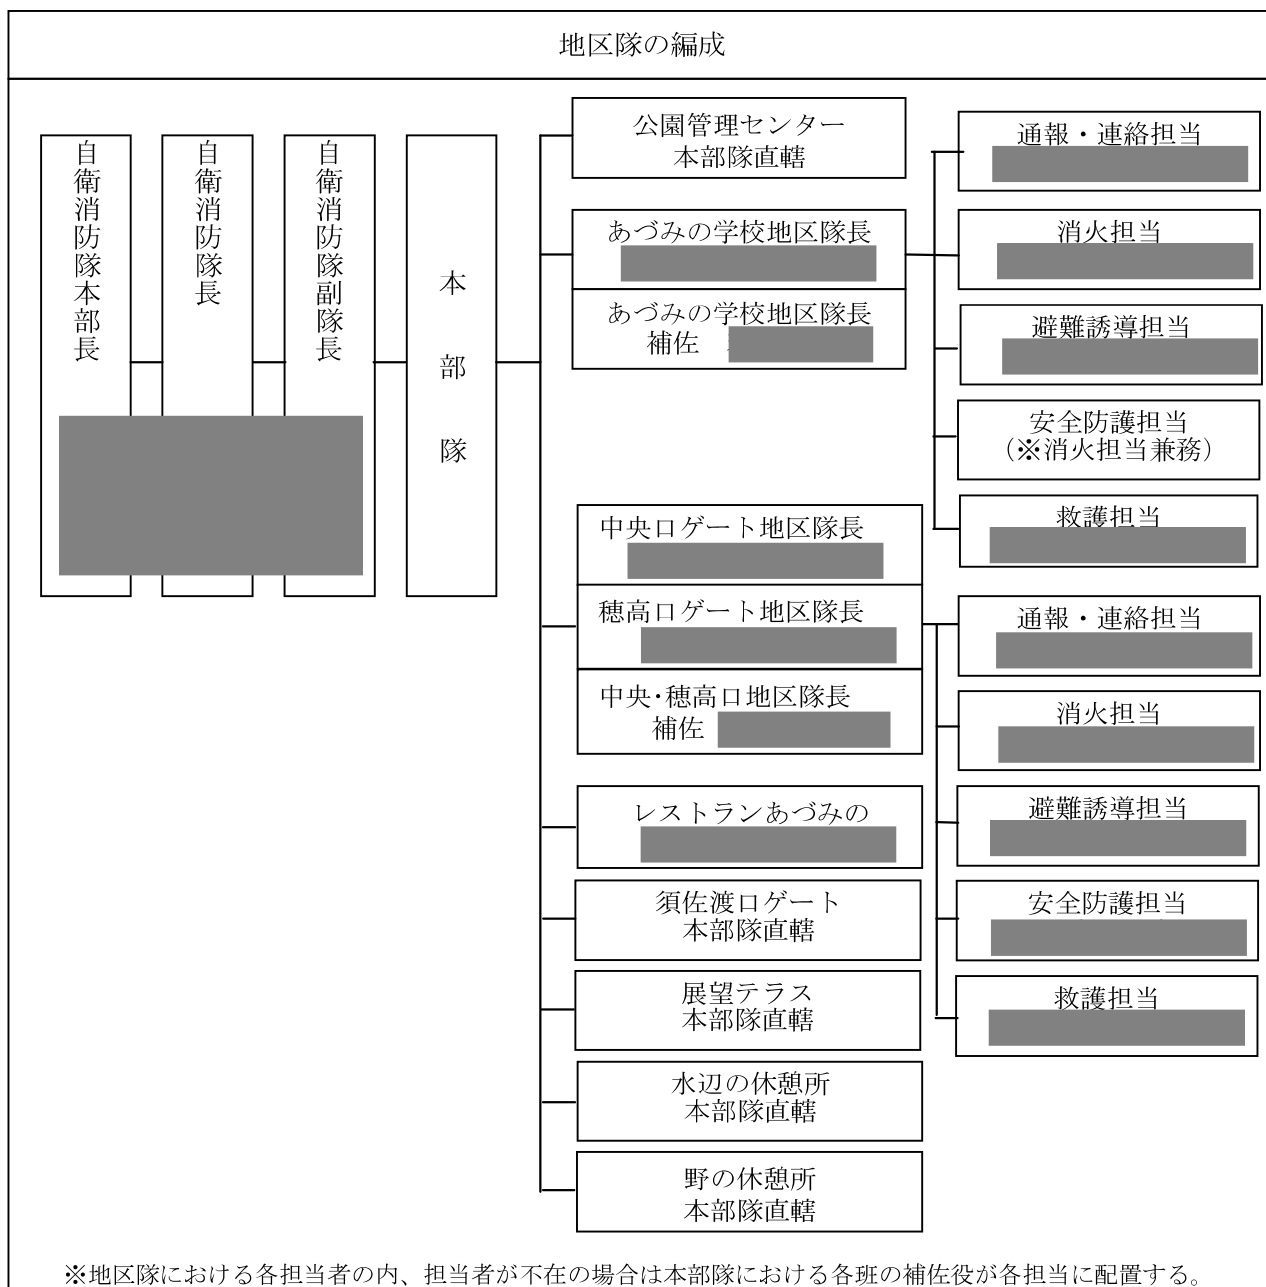 地区隊の編成
自衛消防隊本部長
自衛消防隊長
自衛消防隊副隊長
本部隊
公園管理センター
本部隊直轄
あづみの学校地区隊長
あづみの学校地区隊長
補佐
通報・連絡担当
消火担当
避難誘導担当
安全防護担当
（※消火担当兼務）
救護担当
中央口ゲート地区隊長
穂高口ゲート地区隊長
中央・穂高口地区隊長
補佐
通報・連絡担当
消火担当
避難誘導担当
安全防護担当
救護担当
レストランあづみの
須佐渡口ゲート
本部隊直轄
展望テラス
本部隊直轄
水辺の休憩所
本部隊直轄
野の休憩所
本部隊直轄
※地区隊における各担当者の内、担当者が不在の場合は本部隊における各班の補佐役が各担当に配置する。